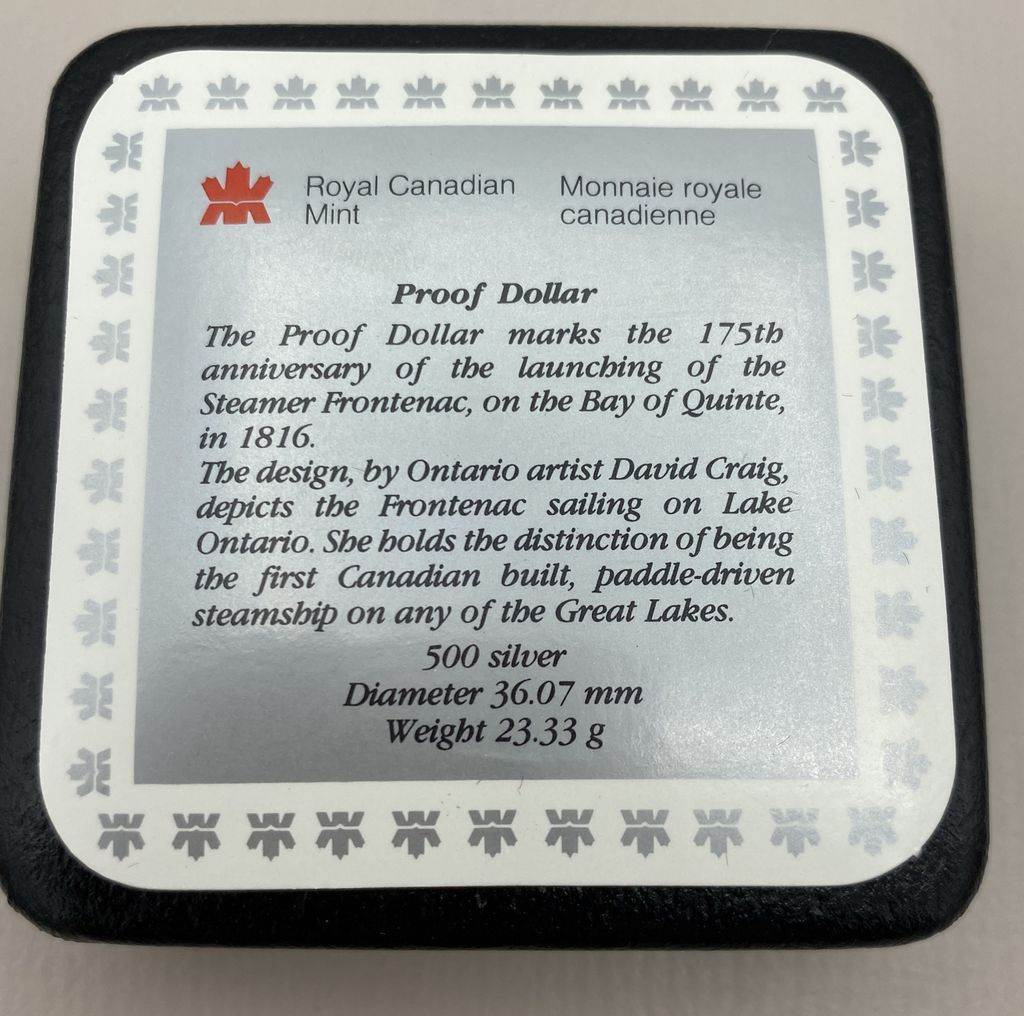 Royal Canadian Mint
Monnaie royale canadienne
Proof Dollar
The Proof Dollar marks the 175th
anniversary of the launching of the
Steamer Frontenac, on the Bay of Quinte,
in 1816.
The design, by Ontario artist David Craig,
depicts the Frontenac sailing on Lake
Ontario. She holds the distinction of being
the first Canadian built, paddle-driven
steamship on any of the Great Lakes.
500 silver
Diameter 36.07 mm
Weight 23.33 g